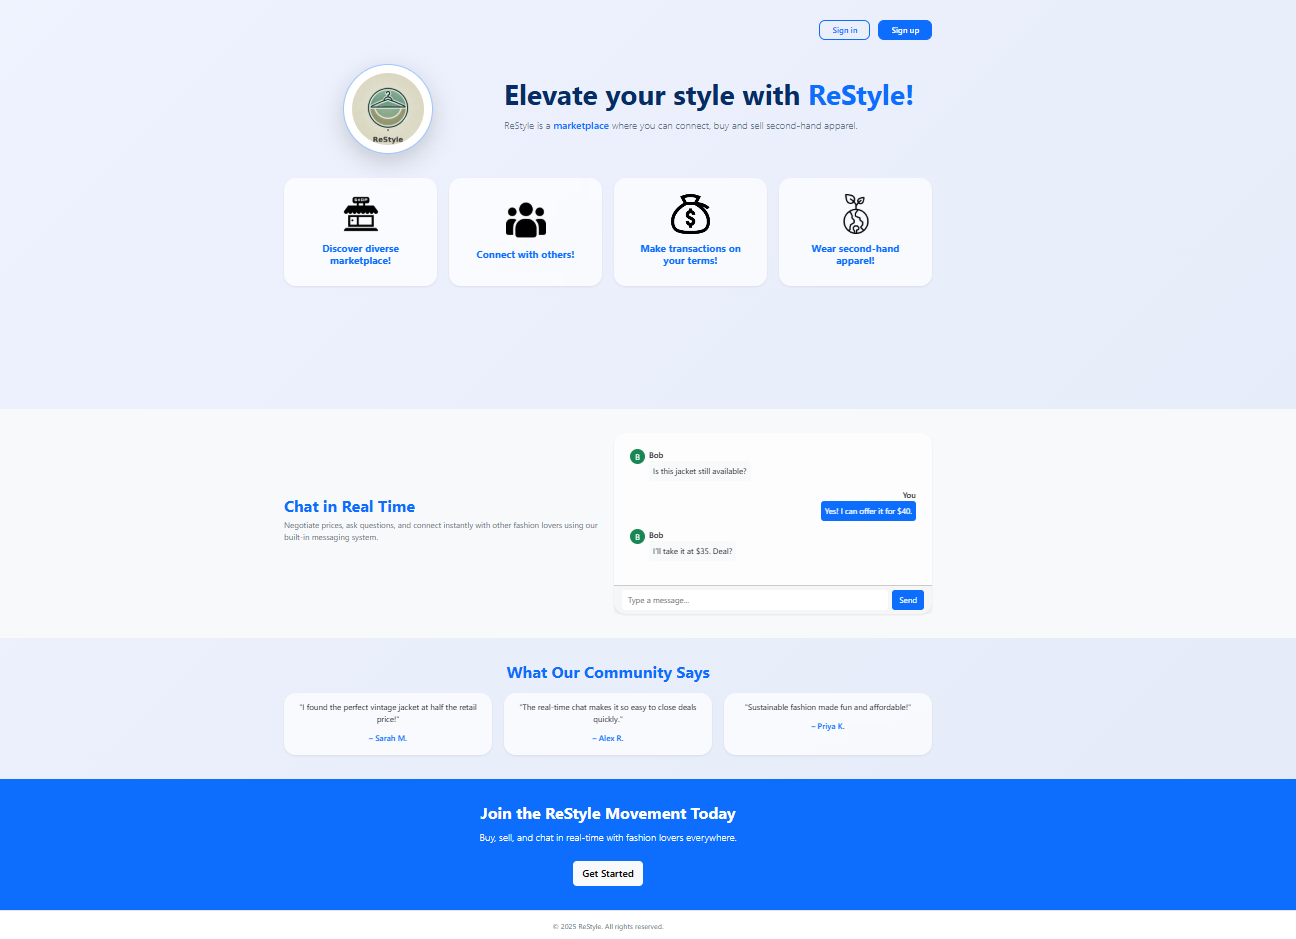 Sign in
Sign up
ReStyle
Elevate your style with ReStyle!
ReStyle is a marketplace where you can connect, buy and sell second-hand apparel.
SHOP
Discover diverse
marketplace!
Connect with others!
$
Make transactions on
your terms!
Wear second-hand
apparel!
Chat in Real Time
Negotiate prices, ask questions, and connect instantly with other fashion lovers using our
built-in messaging system.
B
Bob
Is this jacket still available?
You
Yes! I can offer it for $40.
B
Bob
I'll take it at $35. Deal?
Type a message...
Send
What Our Community Says
"I found the perfect vintage jacket at half the retail
price!"
– Sarah M.
"The real-time chat makes it so easy to close deals
quickly."
– Alex R.
"Sustainable fashion made fun and affordable!"
– Priya K.
Join the ReStyle Movement Today
Buy, sell, and chat in real-time with fashion lovers everywhere.
Get Started
© 2025 ReStyle. All rights reserved.